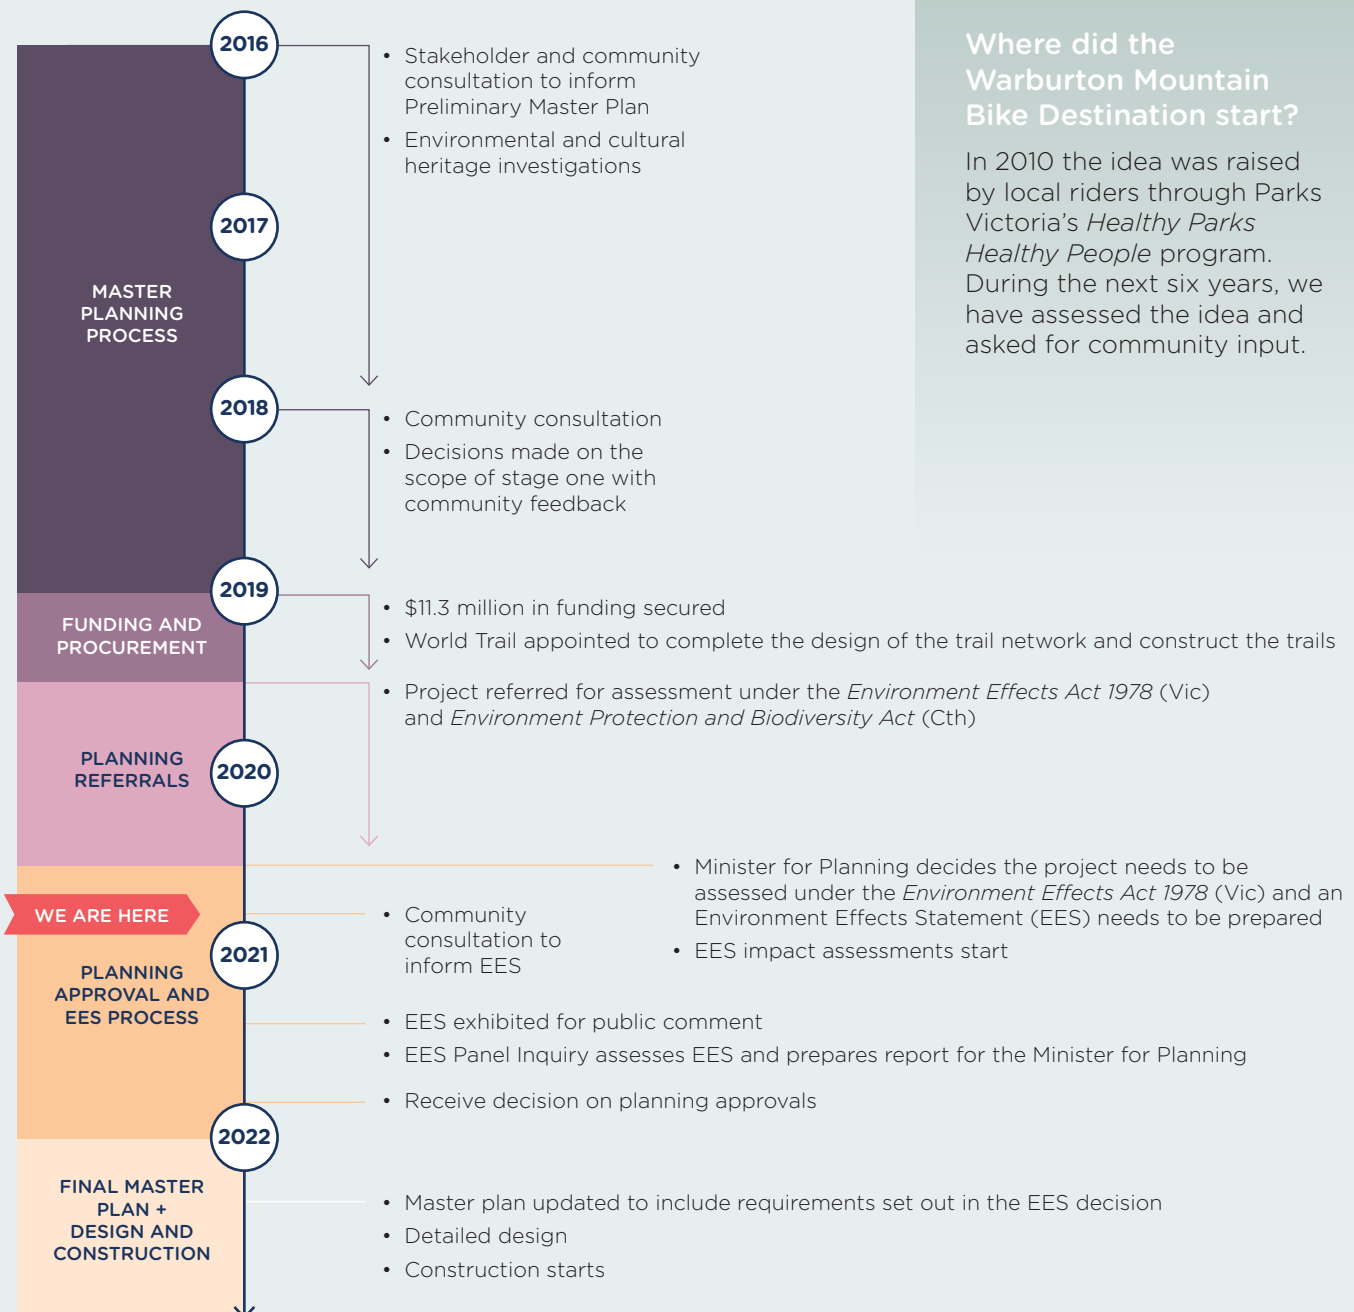 2016
• Stakeholder and community
consultation to inform
Preliminary Master Plan
• Environmental and cultural
heritage investigations
Where did the
Warburton Mountain
Bike Destination start?
In 2010 the idea was raised
by local riders through Parks
Victoria's Healthy Parks
Healthy People program.
During the next six years, we
have assessed the idea and
asked for community input.
2017
MASTER
PLANNING
PROCESS
2018
• Community consultation
• Decisions made on the
scope of stage one with
community feedback
2019
FUNDING AND
PROCUREMENT
• $11.3 million in funding secured
• World Trail appointed to complete the design of the trail network and construct the trails
• Project referred for assessment under the Environment Effects Act 1978 (Vic)
and Environment Protection and Biodiversity Act (Cth)
PLANNING
REFERRALS
2020
• Minister for Planning decides the project needs to be
assessed under the Environment Effects Act 1978 (Vic) and an
Environment Effects Statement (EES) needs to be prepared
• EES impact assessments start
WE ARE HERE
• Community
consultation to
inform EES
2021
PLANNING
APPROVAL AND
EES PROCESS
• EES exhibited for public comment
• EES Panel Inquiry assesses EES and prepares report for the Minister for Planning
• Receive decision on planning approvals
2022
FINAL MASTER
PLAN +
DESIGN AND
CONSTRUCTION
• Master plan updated to include requirements set out in the EES decision
• Detailed design
• Construction starts